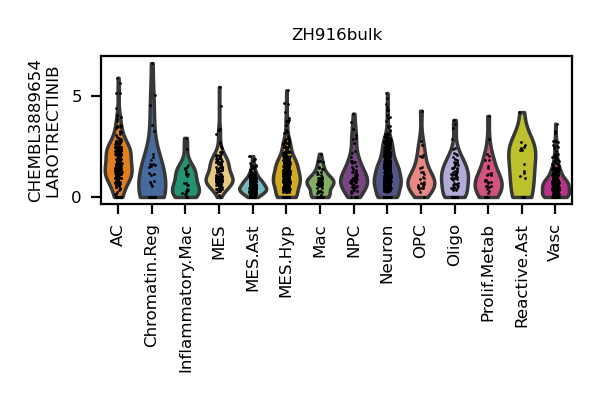 ZH916bulk
CHEMBL3889654
LAROTRECTINIB
5
0
AC
Chromatin.Reg
Inflammatory.Mac
MES
MES.Ast
MES.Hyp
Mac
NPC
Neuron
OPC
Oligo
Prolif.Metab
Reactive.Ast
Vasc